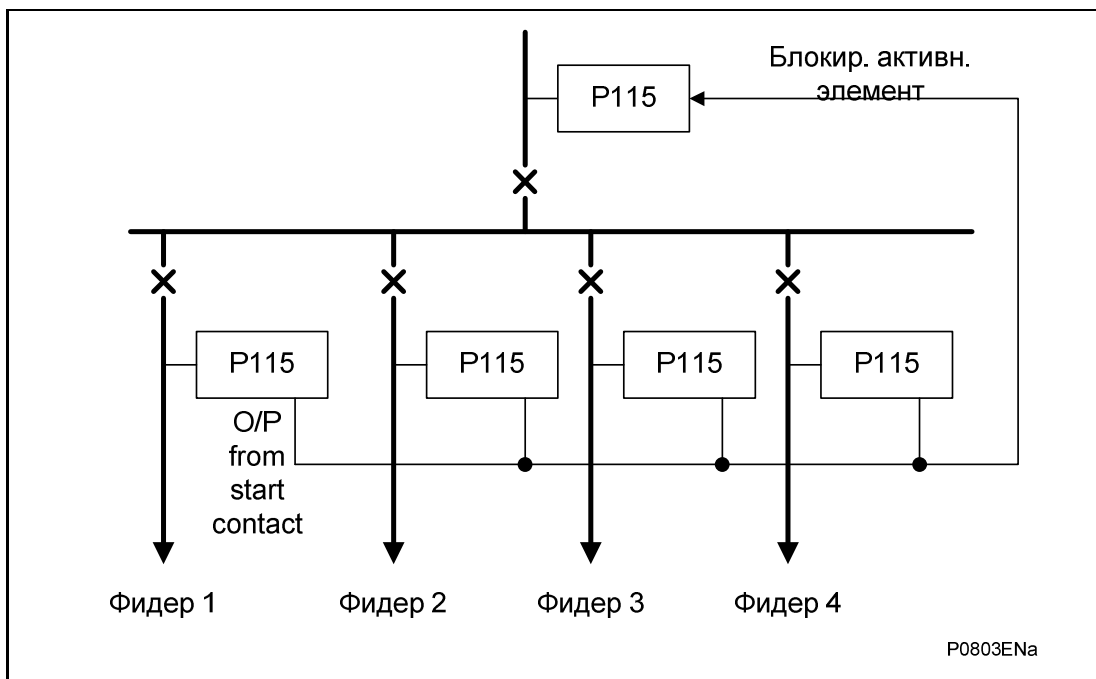 Блокир. активн.
элемент
P115
P115
P115
P115
P115
O/P
from
start
contact
Фидер 1
Фидер 2
Фидер 3
Фидер 4
P0803ENa